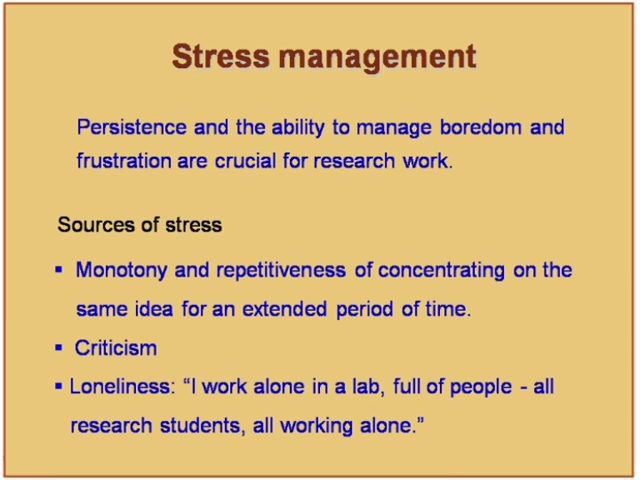 Stress management
Persistence and the ability to manage boredom and
frustration are crucial for research work.
Sources of stress
▪ Monotony and repetitiveness of concentrating on the
same idea for an extended period of time.
▪ Criticism
▪ Loneliness: “I work alone in a lab, full of people - all
research students, all working alone.”